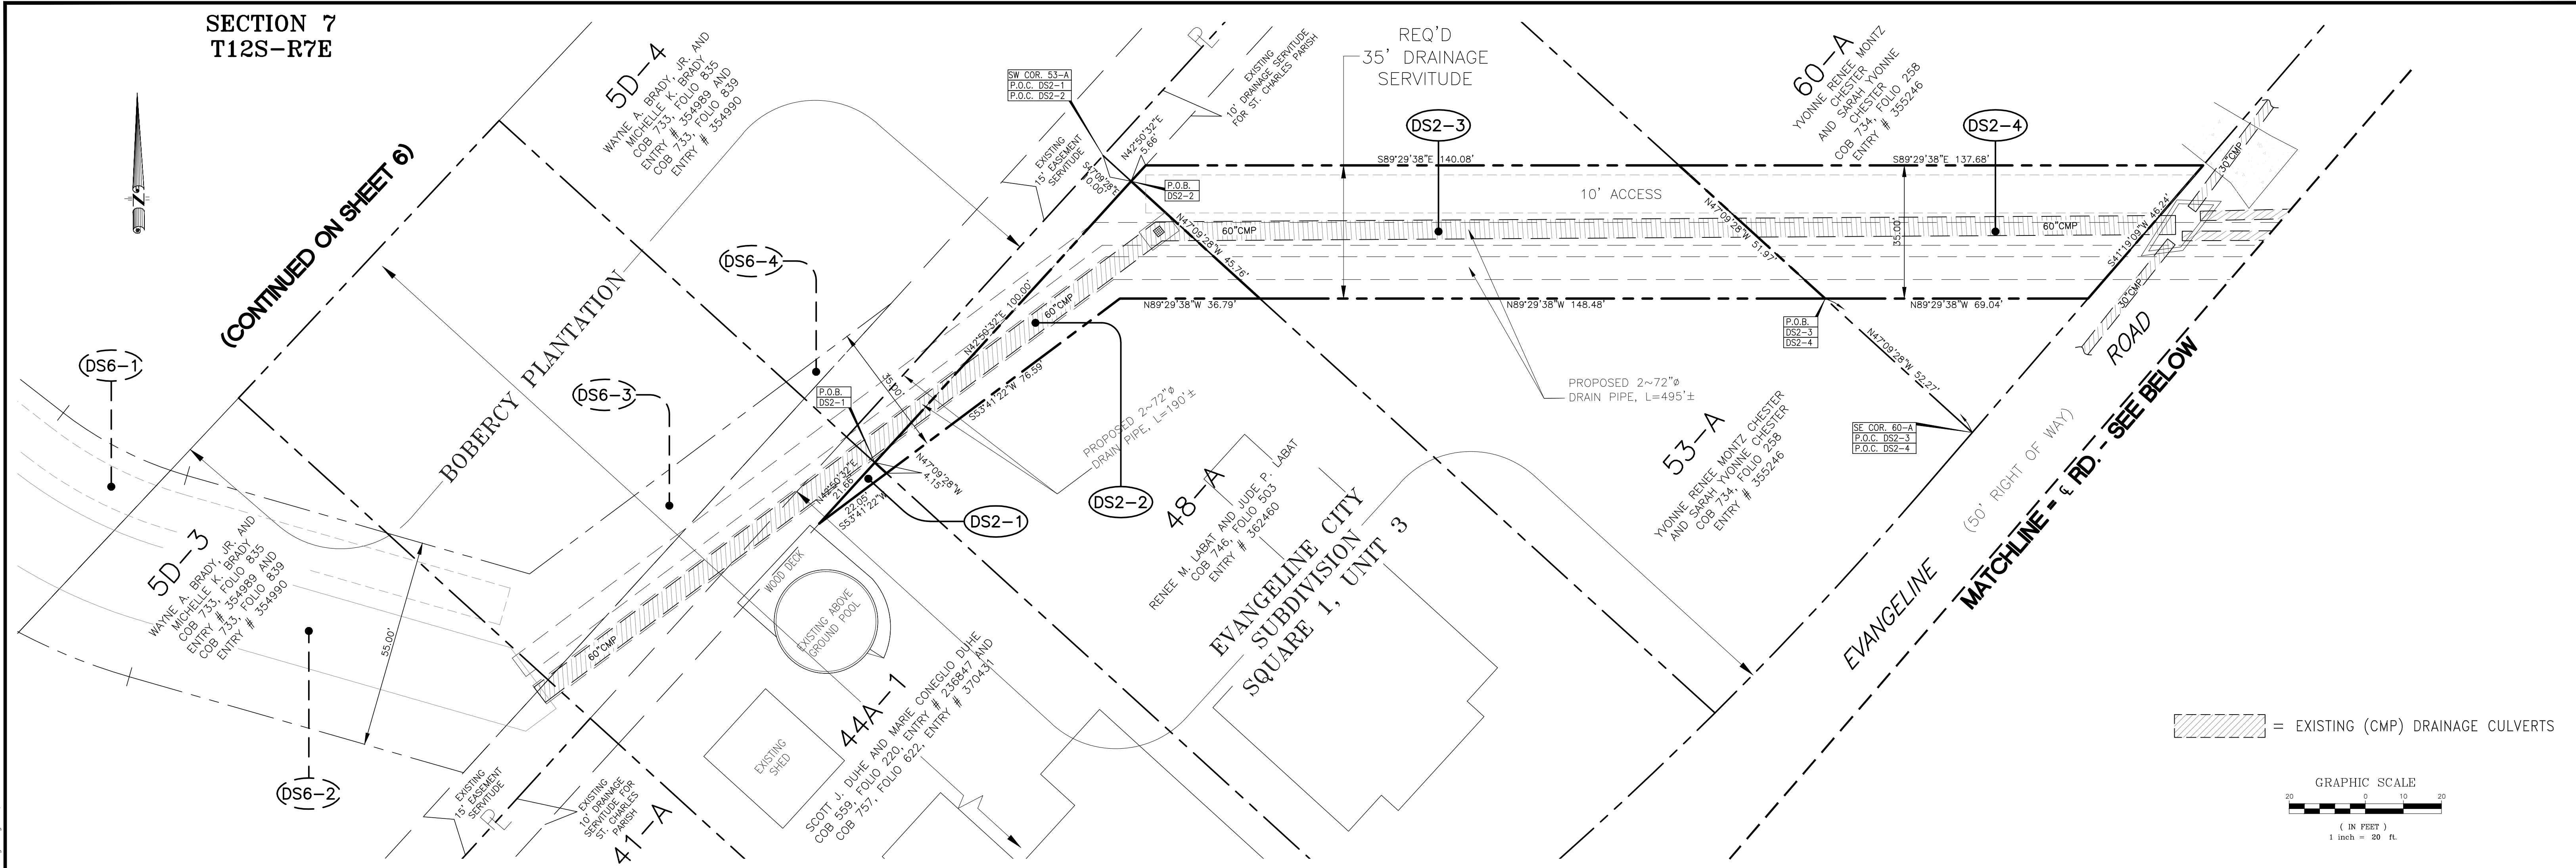 SECTION 7
T12S-R7E
(CONTINUED ON SHEET 6)
5D-4
WAYNE A. BRADY, JR. AND
MICHELLE K. BRADY
COB 733, FOLIO 835
ENTRY # 354989 AND
COB 733, FOLIO 839
ENTRY # 354990
BOBERCY PLANTATION
DS6-1
DS6-4
DS6-3
5D-3
WAYNE A. BRADY, JR. AND
MICHELLE K. BRADY
COB 733, FOLIO 835
ENTRY # 354989 AND
COB 733, FOLIO 839
ENTRY # 354990
55.00'
DS6-2
60"CMP
EXISTING
15' EASEMENT
SERVITUDE
PL
10' EXISTING
DRAINAGE
SERVITUDE FOR
ST. CHARLES
PARISH
41-A
SW COR. 53-A
P.O.C. DS2-1
P.O.C. DS2-2
EXISTING
15' EASEMENT
SERVITUDE
PL
EXISTING
10' DRAINAGE SERVITUDE
FOR ST. CHARLES PARISH
N42°50'32"E
5.66'
S47°09'28"E
10.00'
P.O.B.
DS2-2
N47°09'28"W 45.76'
N42°50'32"E 100.00'
60"CMP
S53°41'22"W 76.59'
35.00'
P.O.B.
DS2-1
N42°50'32"E
21.66'
N47°09'28"W
4.15'
22.05'
S53°41'22"W
DS2-1
DS2-2
PROPOSED 2~72"ø
DRAIN PIPE, L=190'±
WOOD DECK
EXISTING ABOVE
GROUND POOL
EXISTING
SHED
44A-1
SCOTT J. DUHE AND MARIE CONEGLIO DUHE
COB 559, FOLIO 220, ENTRY # 236847 AND
COB 757, FOLIO 622, ENTRY # 370431
48-A
RENEE M. LABAT AND JUDE P. LABAT
COB 746, FOLIO 503
ENTRY # 362460
EVANGELINE CITY
SUBDIVISION
SQUARE 1, UNIT 3
REQ'D
35' DRAINAGE
SERVITUDE
DS2-3
DS2-4
60-A
YVONNE RENEE MONTZ
CHESTER
AND SARAH YVONNE
CHESTER
COB 734, FOLIO 258
ENTRY # 355246
S89°29'38"E 140.08'
S89°29'38"E 137.68'
10' ACCESS
60"CMP
60"CMP
N47°09'28"W 51.97'
35.00'
S41°19'09"W 46.24'
30"CMP
30"CMP
N89°29'38"W 36.79'
N89°29'38"W 148.48'
N89°29'38"W 69.04'
P.O.B.
DS2-3
DS2-4
PROPOSED 2~72"ø
DRAIN PIPE, L=495'±
N47°09'28"W 52.27'
SE COR. 60-A
P.O.C. DS2-3
P.O.C. DS2-4
53-A
YVONNE RENEE MONTZ CHESTER
AND SARAH YVONNE CHESTER
COB 734, FOLIO 258
ENTRY # 355246
EVANGELINE ROAD
(50' RIGHT OF WAY)
MATCHLINE - ℄ RD. - SEE BELOW
= EXISTING (CMP) DRAINAGE CULVERTS
GRAPHIC SCALE
20 0 10 20
( IN FEET )
1 inch = 20 ft.